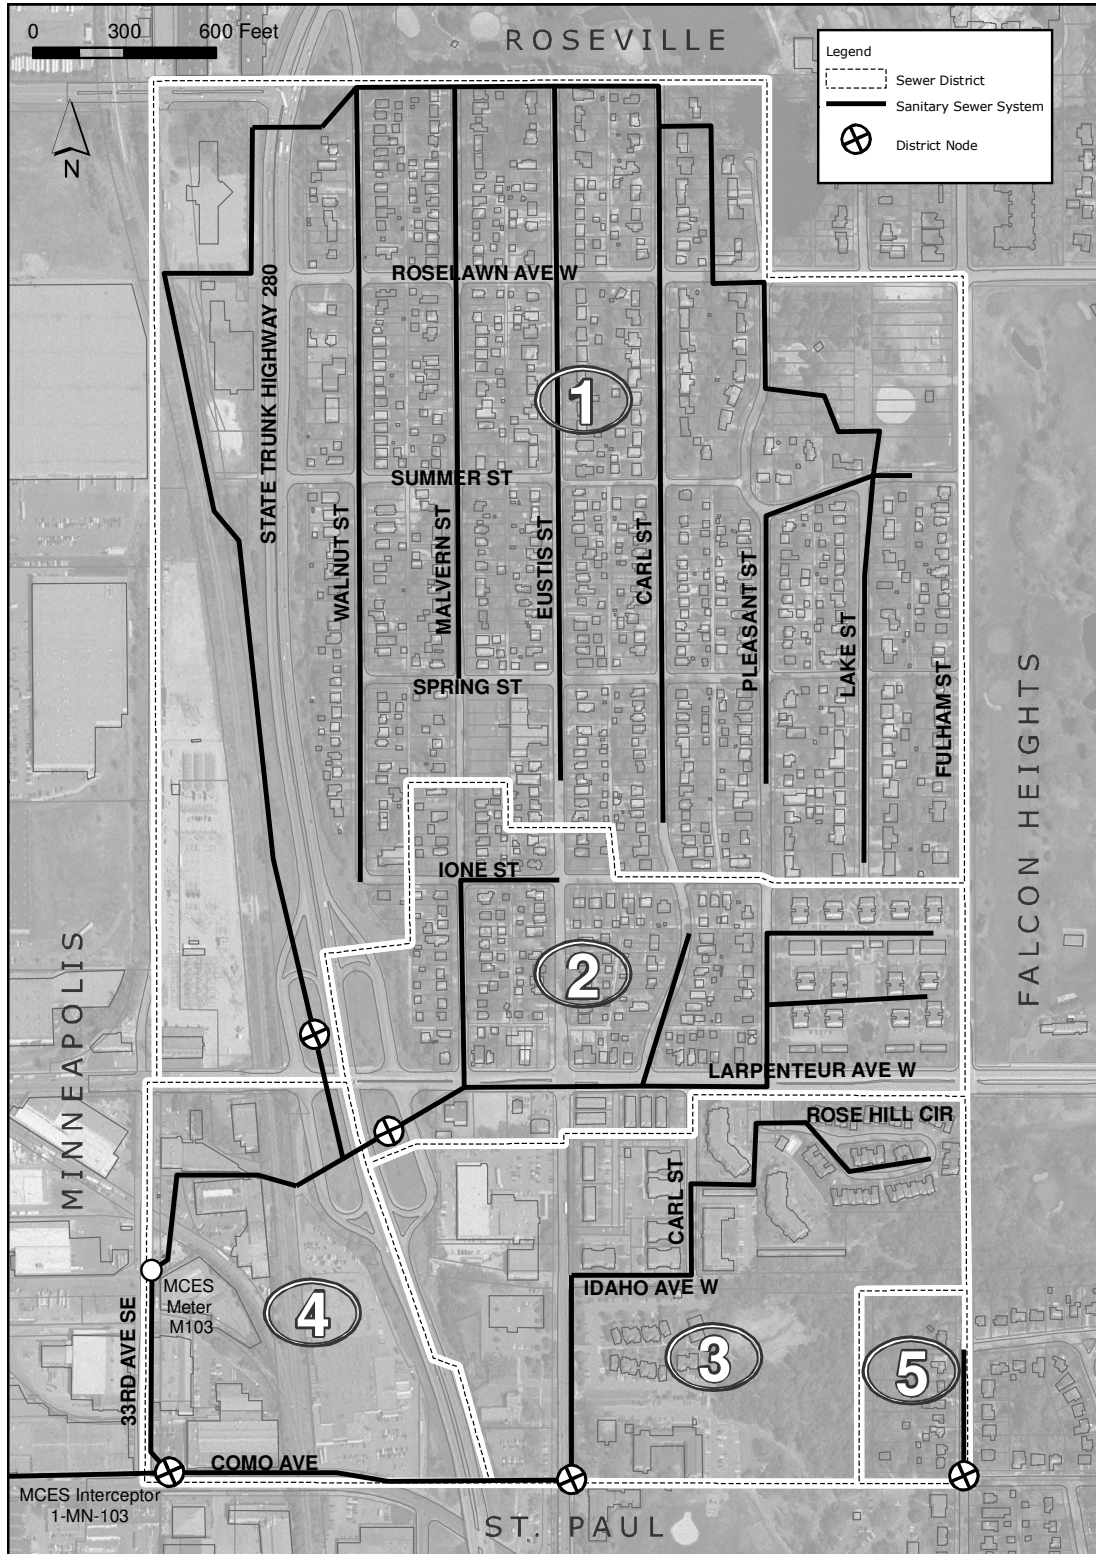 0 300 600 Feet
ROSEVILLE
Legend
Sewer District
Sanitary Sewer System
District Node
N
ROSELAWN AVE W
STATE TRUNK HIGHWAY 280
1
SUMMER ST
WALNUT ST
MALVERN ST
EUSTIS ST
CARL ST
PLEASANT ST
LAKE ST
FULHAM ST
SPRING ST
FALCON HEIGHTS
IONE ST
2
MINNEAPOLIS
LARPENTEUR AVE W
ROSE HILL CIR
CARL ST
IDAHO AVE W
MCES
Meter
M103
4
3
5
33RD AVE SE
COMO AVE
MCES Interceptor
1-MN-103
ST. PAUL